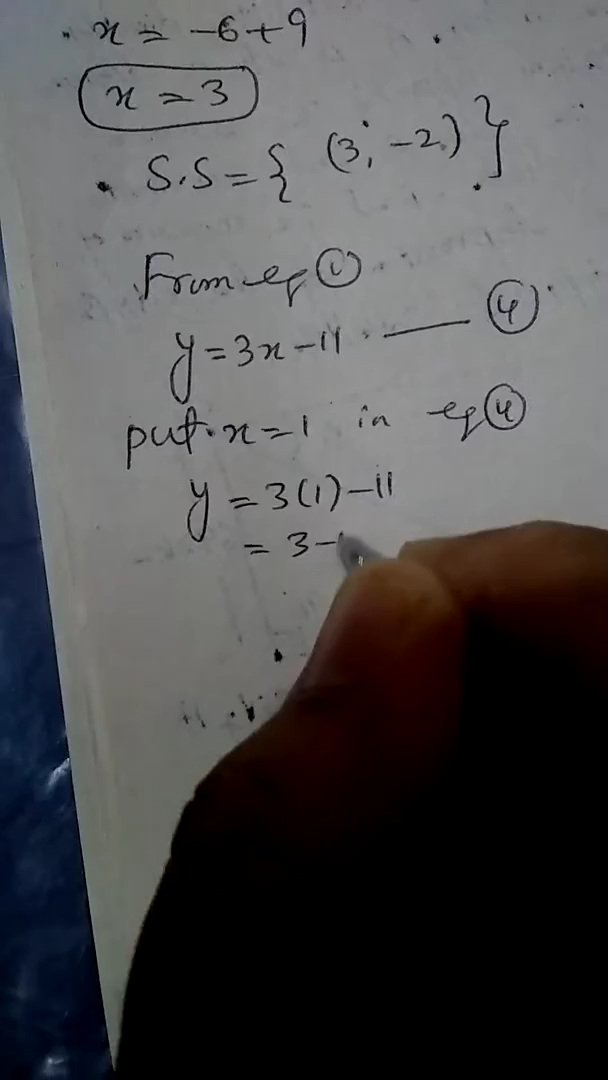 x = -6+9
x = 3
S.S = { (3, -2) }
From eq ①
y = 3x - 11 —— ④
put x = 1 in eq ④
y = 3(1) - 11
= 3 -